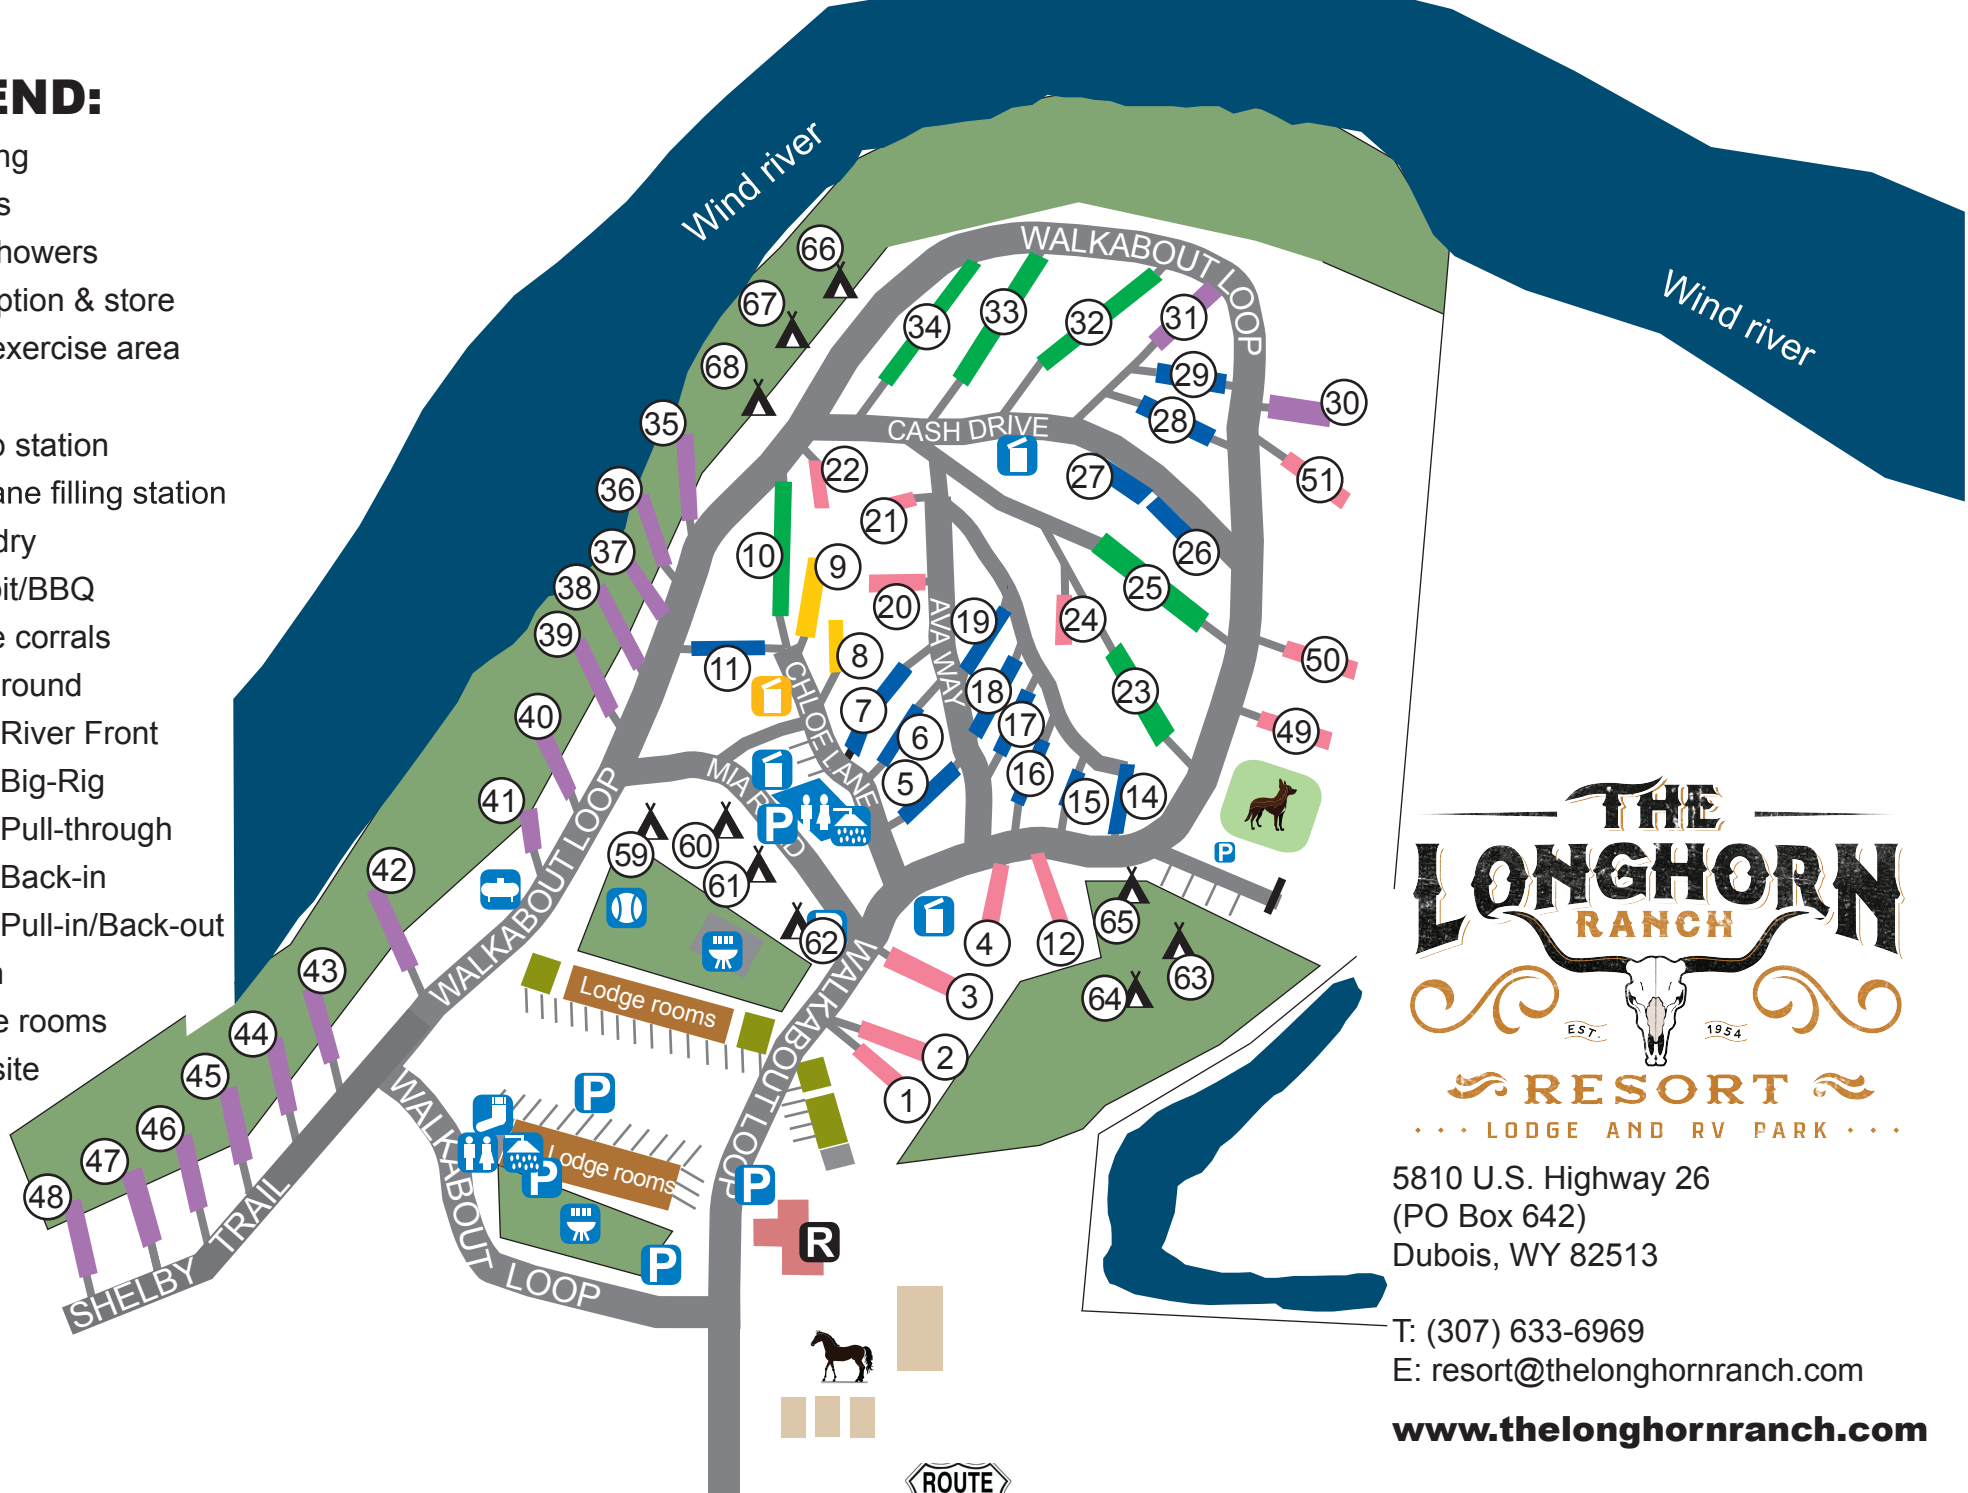 END:
ng
s
howers
ption & store
exercise area
o station
ane filling station
dry
pit/BBQ
e corrals
round
River Front
Big-Rig
Pull-through
Back-in
Pull-in/Back-out
n
e rooms
site
Wind river
Wind river
WALKABOUT LOOP
CASH DRIVE
AVA WAY
CHLOE LANE
WALKABOUT LOOP
WALKABOUT LOOP
WALKABOUT LOOP
SHELBY TRAIL
Lodge rooms
Lodge rooms
66
67
68
35
36
37
38
39
40
41
42
43
44
45
46
47
48
34
33
32
31
30
29
28
27
26
51
25
24
23
50
49
22
21
20
10
9
8
11
7
6
5
19
18
17
16
15
14
59
60
61
62
4
12
3
2
1
65
63
64
P
P
P
P
P
P
R
ROUTE
THE
LONGHORN
RANCH
EST.
1954
RESORT
LODGE AND RV PARK
5810 U.S. Highway 26
(PO Box 642)
Dubois, WY 82513
T: (307) 633-6969
E: resort@thelonghornranch.com
www.thelonghornranch.com